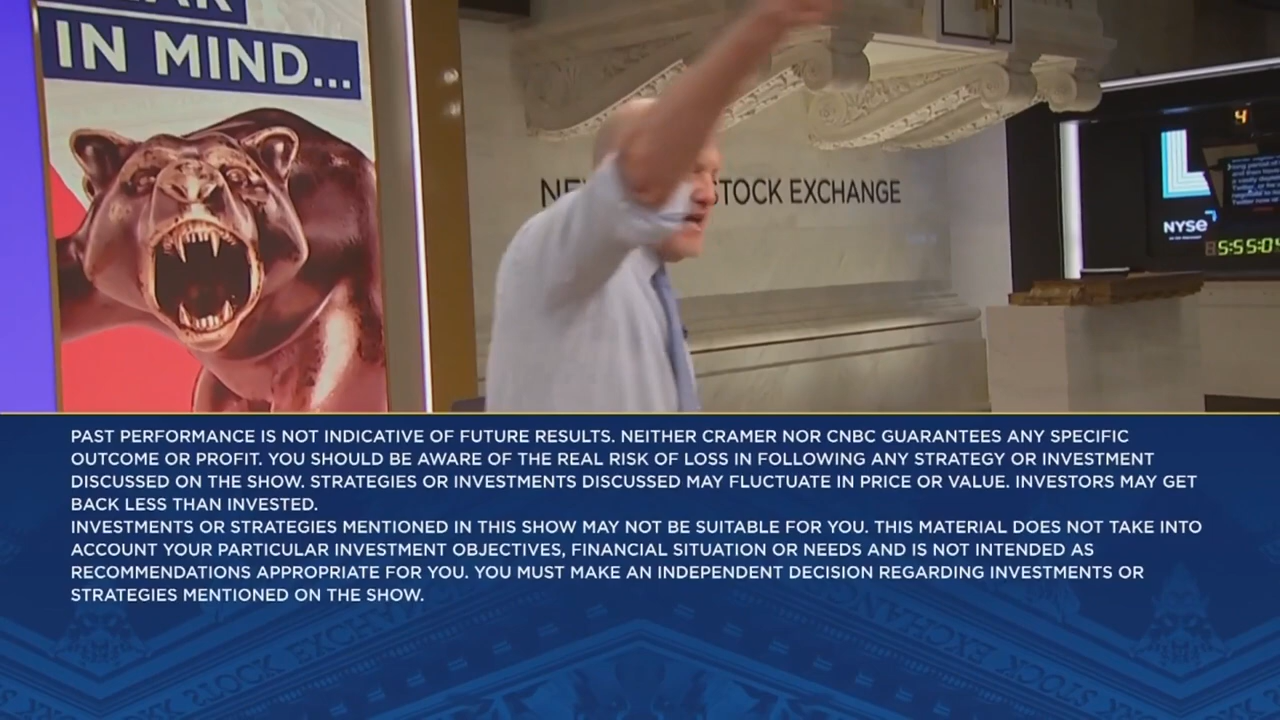 IN MIND...
STOCK EXCHANGE
4
NYSE
5:55:04
PAST PERFORMANCE IS NOT INDICATIVE OF FUTURE RESULTS. NEITHER CRAMER NOR CNBC GUARANTEES ANY SPECIFIC
OUTCOME OR PROFIT. YOU SHOULD BE AWARE OF THE REAL RISK OF LOSS IN FOLLOWING ANY STRATEGY OR INVESTMENT
DISCUSSED ON THE SHOW. STRATEGIES OR INVESTMENTS DISCUSSED MAY FLUCTUATE IN PRICE OR VALUE. INVESTORS MAY GET
BACK LESS THAN INVESTED.
INVESTMENTS OR STRATEGIES MENTIONED IN THIS SHOW MAY NOT BE SUITABLE FOR YOU. THIS MATERIAL DOES NOT TAKE INTO
ACCOUNT YOUR PARTICULAR INVESTMENT OBJECTIVES, FINANCIAL SITUATION OR NEEDS AND IS NOT INTENDED AS
RECOMMENDATIONS APPROPRIATE FOR YOU. YOU MUST MAKE AN INDEPENDENT DECISION REGARDING INVESTMENTS OR
STRATEGIES MENTIONED ON THE SHOW.